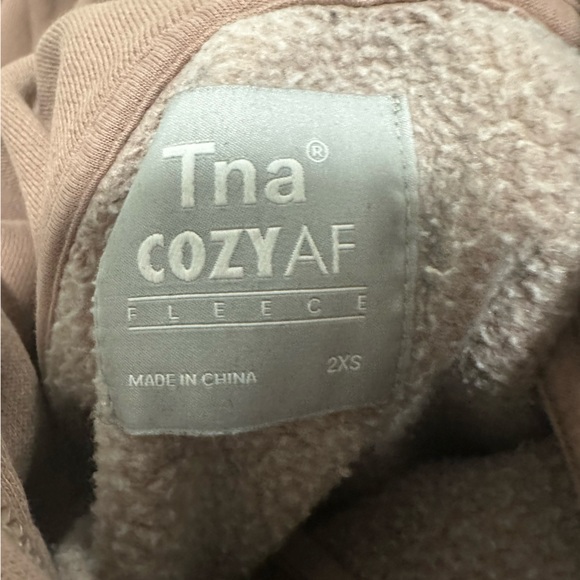 Tna®
COZYAF
FLEECE
2XS
MADE IN CHINA